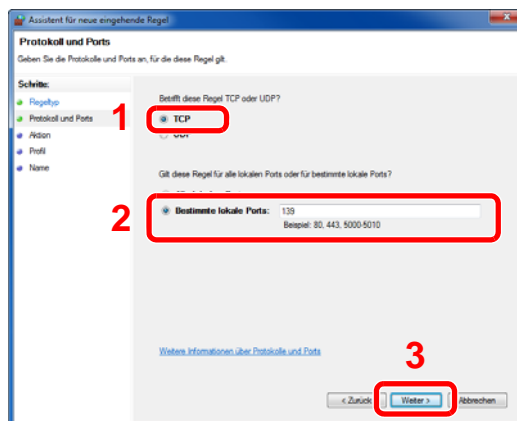 Assistent für neue eingehende Regel
Protokoll und Ports
Geben Sie die Protokolle und Ports an, für die diese Regel gilt.
Schritte:
Regeltyp
Protokoll und Ports
Aktion
Profil
Name
Betrifft diese Regel TCP oder UDP?
1
TCP
UDP
Gilt diese Regel für alle lokalen Ports oder für bestimmte lokale Ports?
2
Bestimmte lokale Ports:
139
Beispiel: 80, 443, 5000-5010
Weitere Informationen über Protokolle und Ports
3
< Zurück
Weiter >
Abbrechen